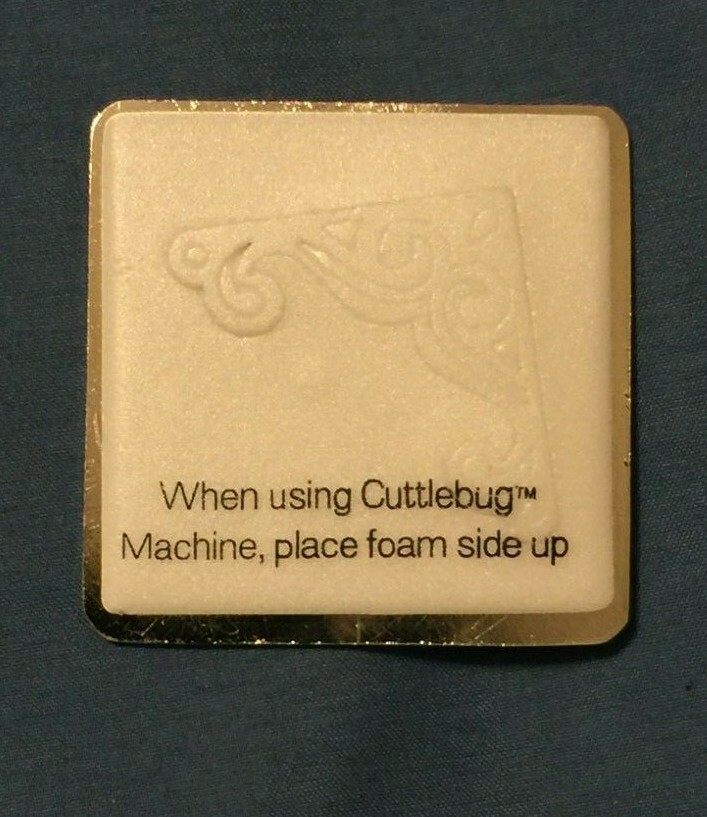 When using Cuttlebug™
Machine, place foam side up